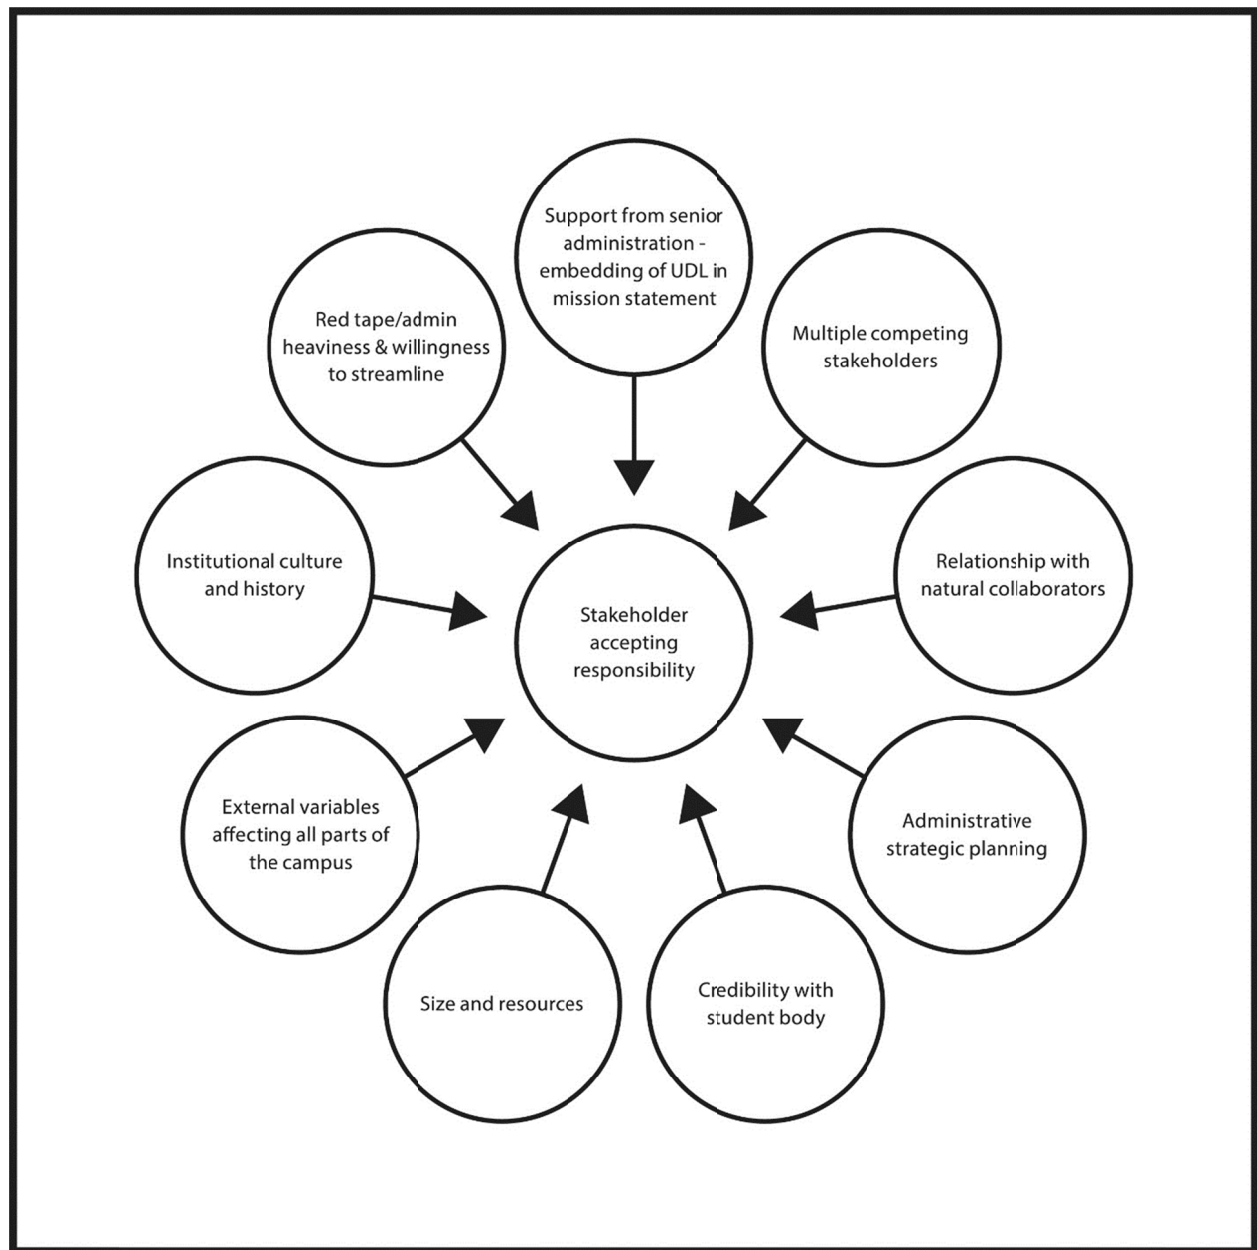 Support from senior
administration -
embedding of UDL in
mission statement
Red tape/admin
heaviness & willingness
to streamline
Multiple competing
stakeholders
Institutional culture
and history
Relationship with
natural collaborators
Stakeholder
accepting
responsibility
External variables
affecting all parts of
the campus
Administrative
strategic planning
Size and resources
Credibility with
student body